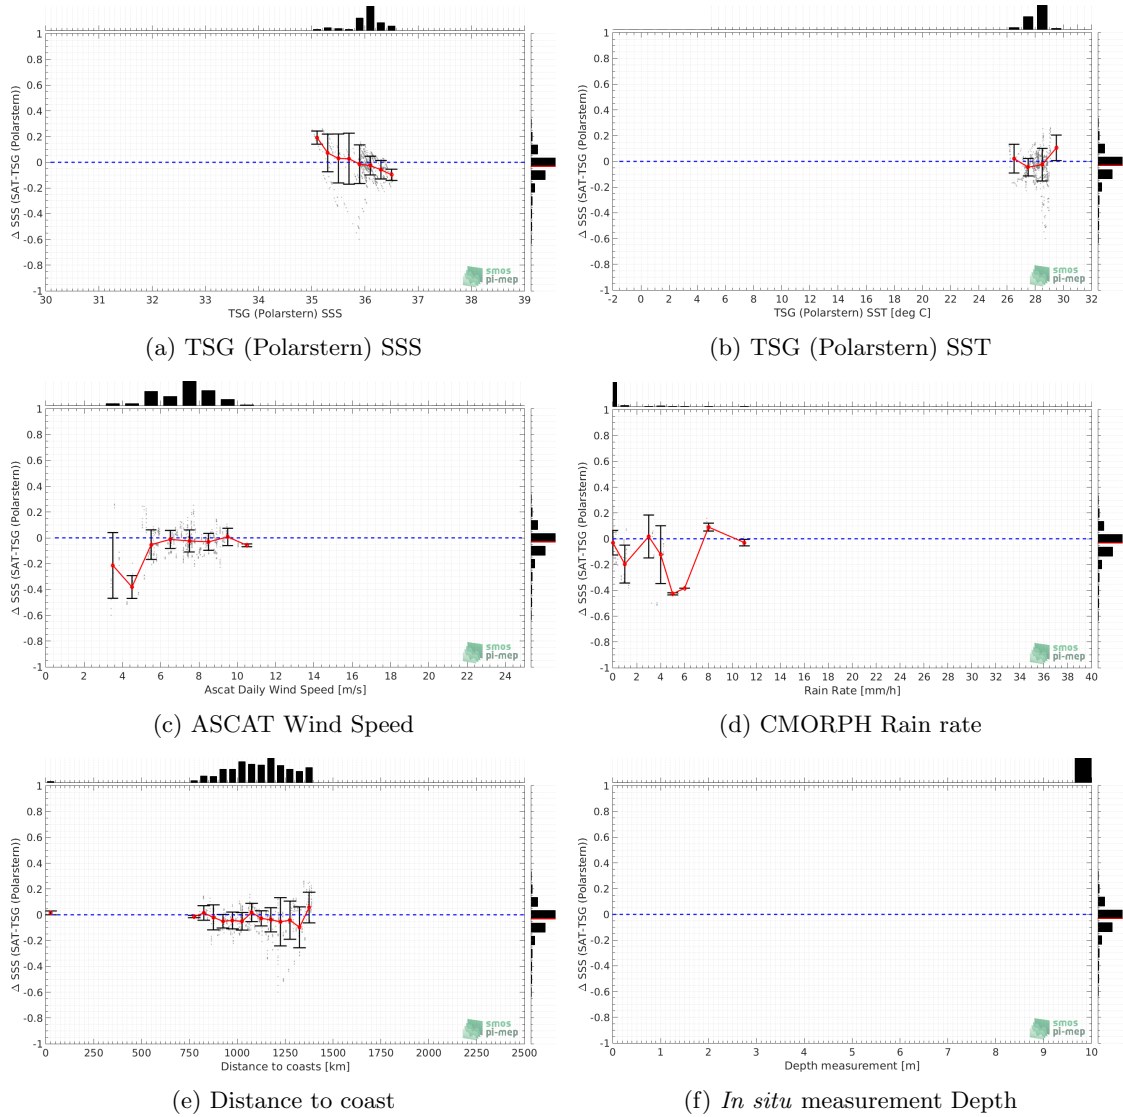 1
0.8
0.6
0.4
0.2
0
-0.2
-0.4
-0.6
-0.8
-1
Δ SSS (SAT-TSG (Polarstern))
30 31 32 33 34 35 36 37 38 39
TSG (Polarstern) SSS
smos
pi-mep
(a) TSG (Polarstern) SSS
1
0.8
0.6
0.4
0.2
0
-0.2
-0.4
-0.6
-0.8
-1
Δ SSS (SAT-TSG (Polarstern))
-2 0 2 4 6 8 10 12 14 16 18 20 22 24 26 28 30 32
TSG (Polarstern) SST [deg C]
smos
pi-mep
(b) TSG (Polarstern) SST
1
0.8
0.6
0.4
0.2
0
-0.2
-0.4
-0.6
-0.8
-1
Δ SSS (SAT-TSG (Polarstern))
0 2 4 6 8 10 12 14 16 18 20 22 24
Ascat Daily Wind Speed [m/s]
smos
pi-mep
(c) ASCAT Wind Speed
1
0.8
0.6
0.4
0.2
0
-0.2
-0.4
-0.6
-0.8
-1
Δ SSS (SAT-TSG (Polarstern))
0 2 4 6 8 10 12 14 16 18 20 22 24 26 28 30 32 34 36 38 40
Rain Rate [mm/h]
smos
pi-mep
(d) CMORPH Rain rate
1
0.8
0.6
0.4
0.2
0
-0.2
-0.4
-0.6
-0.8
-1
Δ SSS (SAT-TSG (Polarstern))
0 250 500 750 1000 1250 1500 1750 2000 2250 2500
Distance to coasts [km]
smos
pi-mep
(e) Distance to coast
1
0.8
0.6
0.4
0.2
0
-0.2
-0.4
-0.6
-0.8
-1
Δ SSS (SAT-TSG (Polarstern))
0 1 2 3 4 5 6 7 8 9 10
Depth measurement [m]
smos
pi-mep
(f) In situ measurement Depth